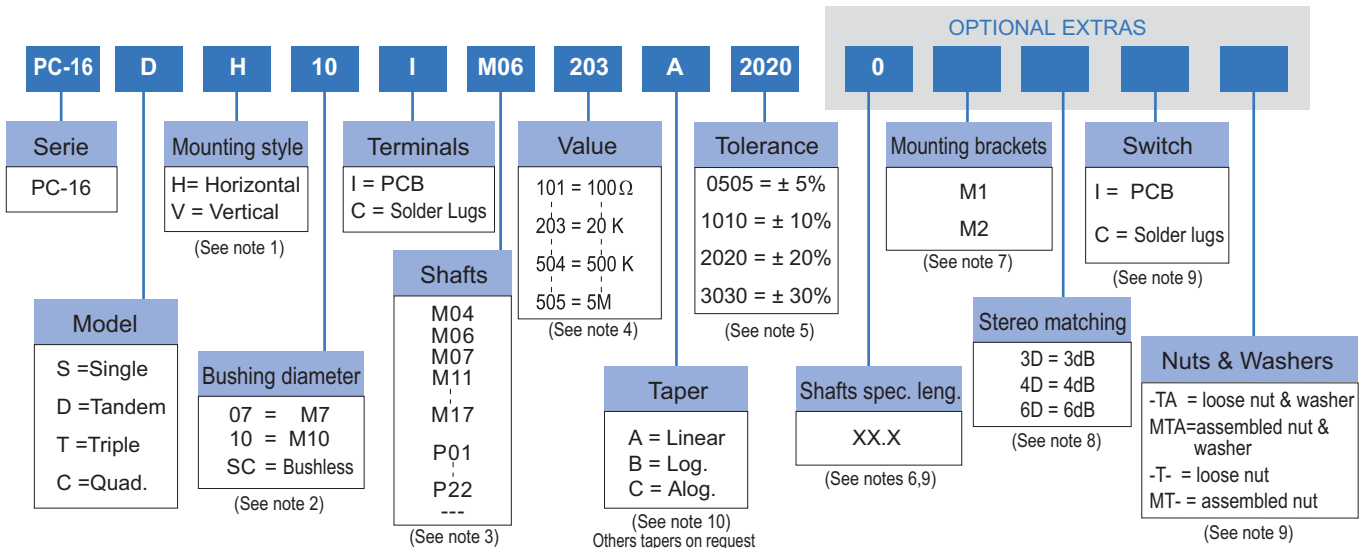 OPTIONAL EXTRAS
PC-16 D H 10 I M06 203 A 2020 0
Serie
PC-16
Mounting style
H= Horizontal
V = Vertical
(See note 1)
Terminals
I = PCB
C = Solder Lugs
Value
101 = 100Ω
203 = 20 K
504 = 500 K
505 = 5M
(See note 4)
Tolerance
0505 = ± 5%
1010 = ± 10%
2020 = ± 20%
3030 = ± 30%
(See note 5)
Mounting brackets
M1
M2
(See note 7)
Switch
I = PCB
C = Solder lugs
(See note 9)
Model
S =Single
D =Tandem
T =Triple
C =Quad.
Bushing diameter
07 = M7
10 = M10
SC = Bushless
(See note 2)
Shafts
M04
M06
M07
M11
M17
P01
P22
---
(See note 3)
Taper
A = Linear
B = Log.
C = Alog.
(See note 10)
Others tapers on request
Shafts spec. leng.
XX.X
(See notes 6,9)
Stereo matching
3D = 3dB
4D = 4dB
6D = 6dB
(See note 8)
Nuts & Washers
-TA = loose nut & washer
MTA=assembled nut &
washer
-T- = loose nut
MT- = assembled nut
(See note 9)